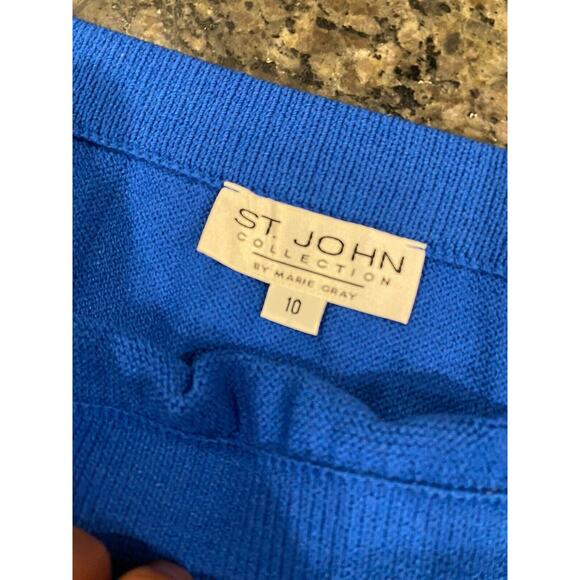 ST. JOHN
COLLECTION
BY MARIE GRAY
10